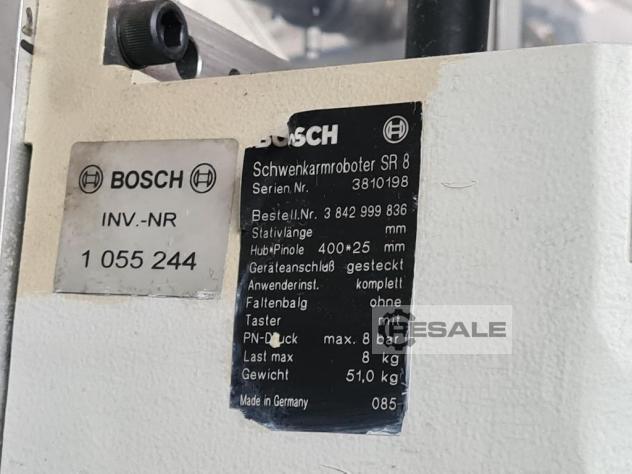 BOSCH
INV.-NR
1 055 244
BOSCH
Schwenkarmroboter SR 8
Serien.Nr. 3810198
Bestell.Nr. 3 842 999 836
Stativlänge mm
Hub*Pinole 400*25 mm
Geräteanschluß gesteckt
Anwenderinst. komplett
Faltenbalg ohne
Taster mit
PN-Druck max. 8 bar
Last max 8 kg
Gewicht 51,0 kg
Made in Germany 085
RESALE